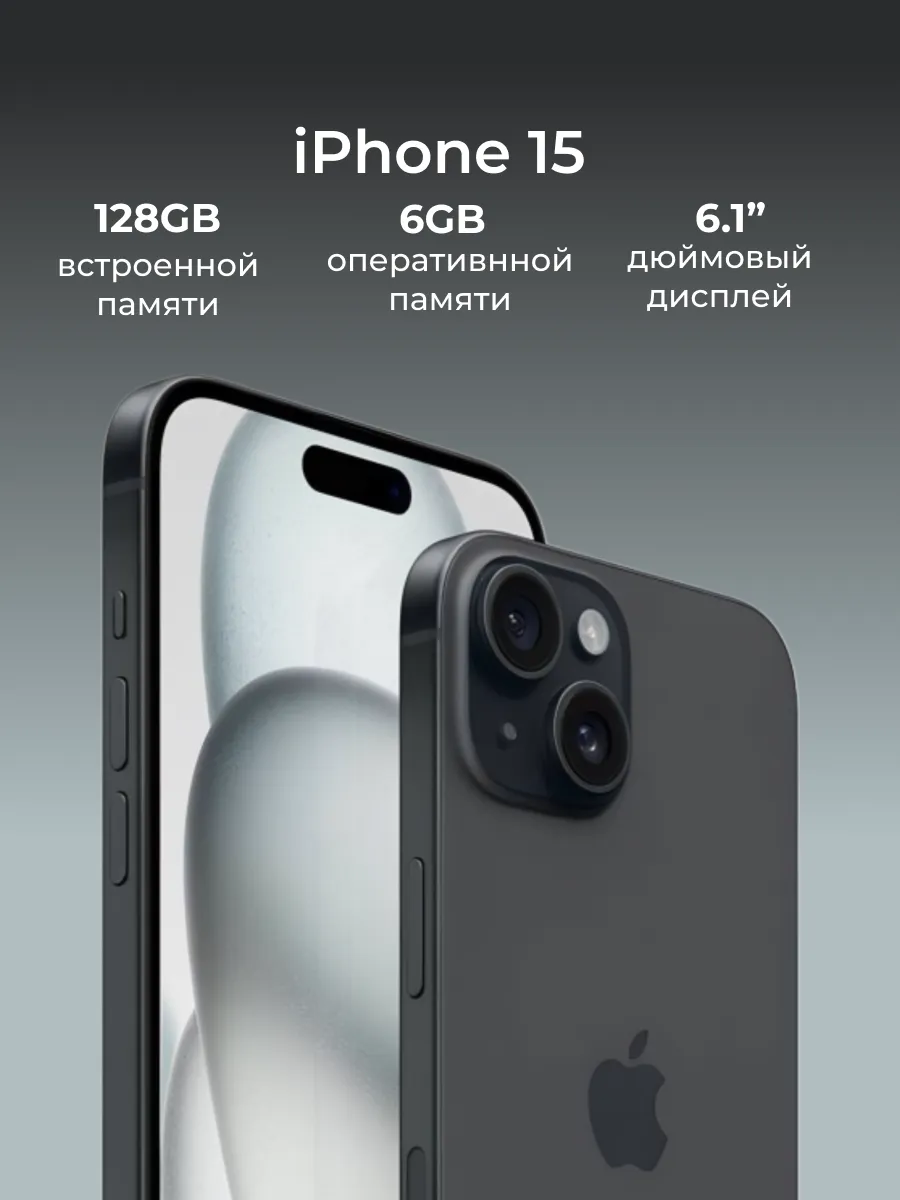 iPhone 15
128GB
встроенной
памяти
6GB
оперативнной
памяти
6.1”
дюймовый
дисплей